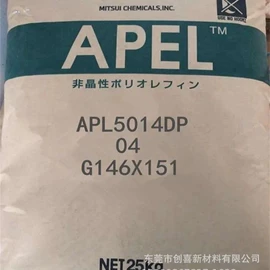 MITSUI CHEMICALS, INC.
APEL™
非晶性ポリオレフィン
APL5014DP
04
G146X151
NET25Kg
东莞市创喜新材料有限公司